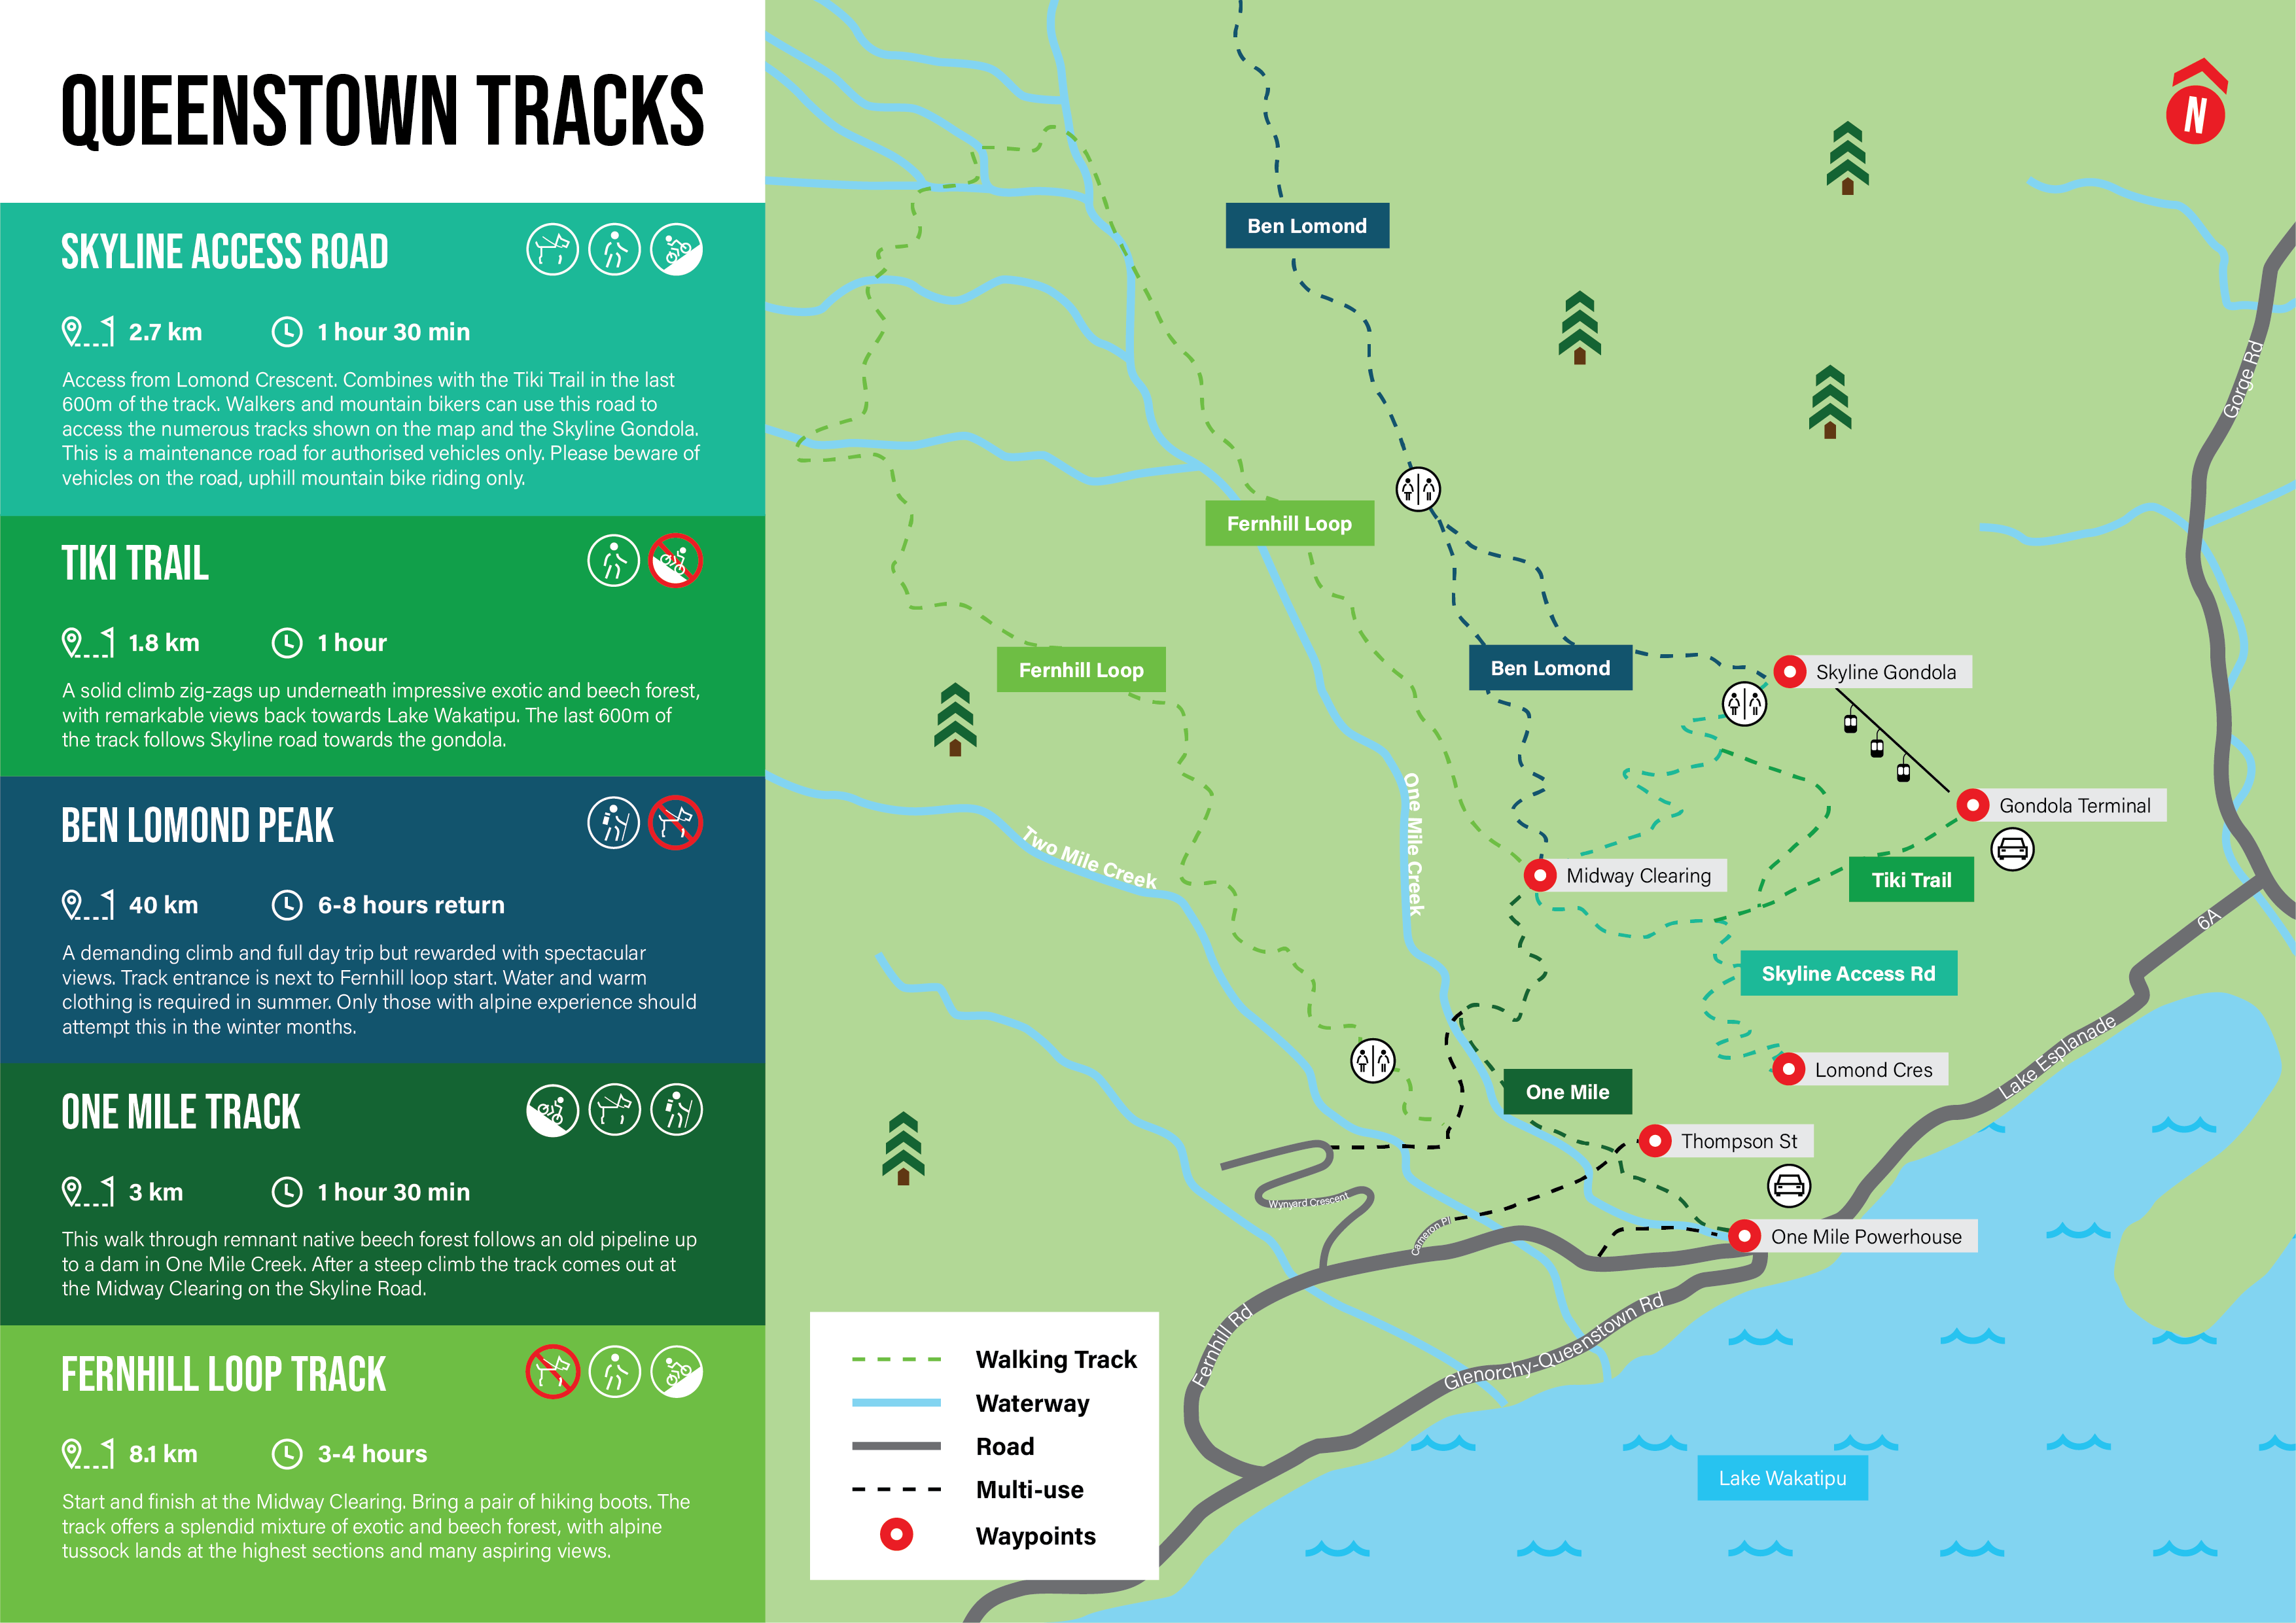 QUEENSTOWN TRACKS
SKYLINE ACCESS ROAD
2.7 km
1 hour 30 min
Access from Lomond Crescent. Combines with the Tiki Trail in the last
600m of the track. Walkers and mountain bikers can use this road to
access the numerous tracks shown on the map and the Skyline Gondola.
This is a maintenance road for authorised vehicles only. Please beware of
vehicles on the road, uphill mountain bike riding only.
TIKI TRAIL
1.8 km
1 hour
A solid climb zig-zags up underneath impressive exotic and beech forest,
with remarkable views back towards Lake Wakatipu. The last 600m of
the track follows Skyline road towards the gondola.
BEN LOMOND PEAK
40 km
6-8 hours return
A demanding climb and full day trip but rewarded with spectacular
views. Track entrance is next to Fernhill loop start. Water and warm
clothing is required in summer. Only those with alpine experience should
attempt this in the winter months.
ONE MILE TRACK
3 km
1 hour 30 min
This walk through remnant native beech forest follows an old pipeline up
to a dam in One Mile Creek. After a steep climb the track comes out at
the Midway Clearing on the Skyline Road.
FERNHILL LOOP TRACK
8.1 km
3-4 hours
Start and finish at the Midway Clearing. Bring a pair of hiking boots. The
track offers a splendid mixture of exotic and beech forest, with alpine
tussock lands at the highest sections and many aspiring views.
N
Ben Lomond
Gorge Rd
Fernhill Loop
Fernhill Loop
Ben Lomond
Skyline Gondola
Gondola Terminal
One Mile Creek
Two Mile Creek
Midway Clearing
Tiki Trail
6A
Skyline Access Rd
Lake Esplanade
Lomond Cres
One Mile
Thompson St
Wynyard Crescent
Cameron Pl
One Mile Powerhouse
Fernhill Rd
Glenorchy-Queenstown Rd
Lake Wakatipu
Walking Track
Waterway
Road
Multi-use
Waypoints